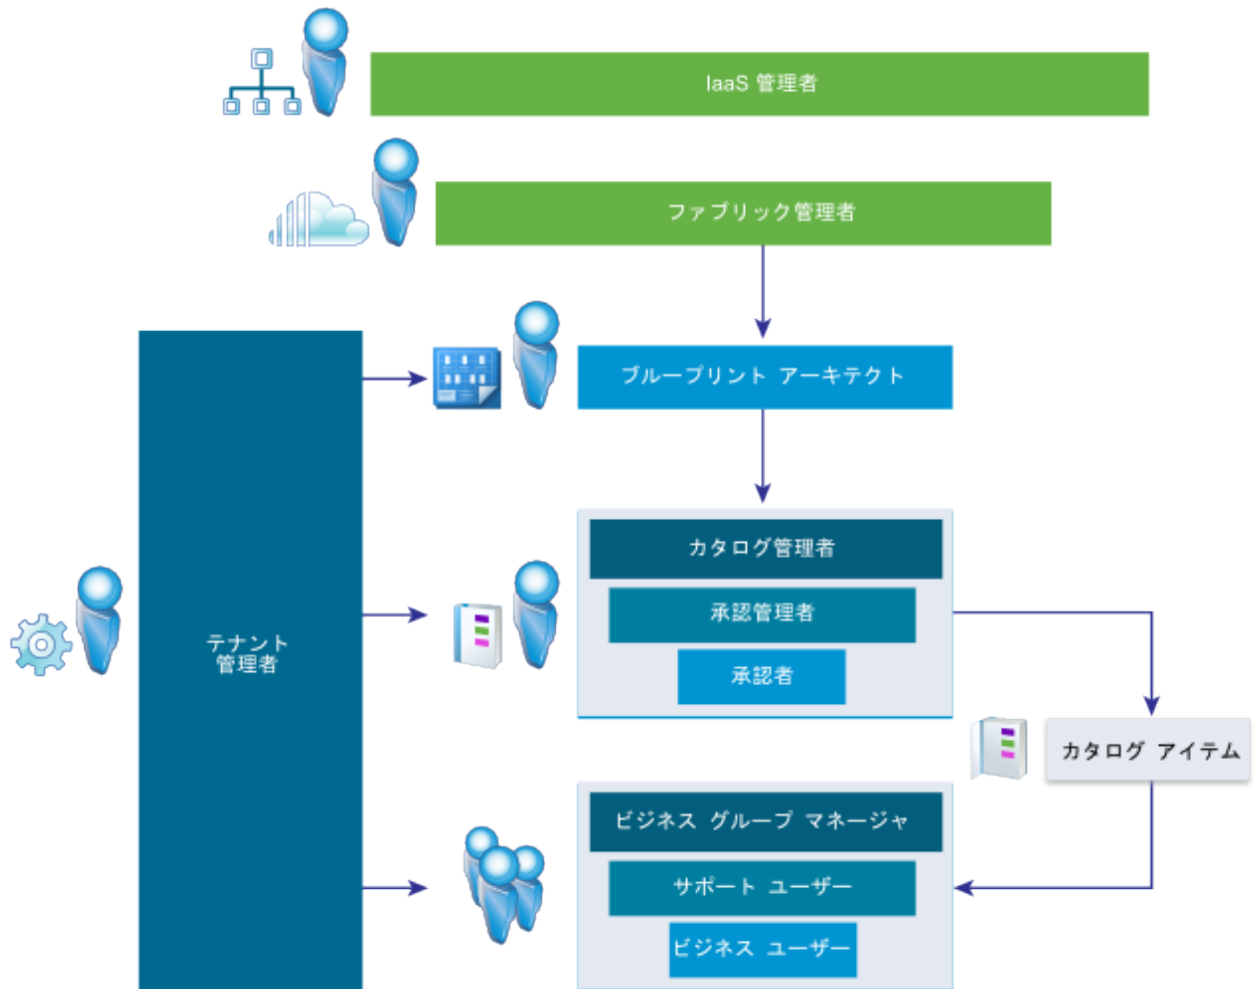 IaaS 管理者
ファブリック管理者
ブループリント アーキテクト
カタログ管理者
承認管理者
テナント
管理者
承認者
カタログ アイテム
ビジネス グループ マネージャ
サポート ユーザー
ビジネス ユーザー